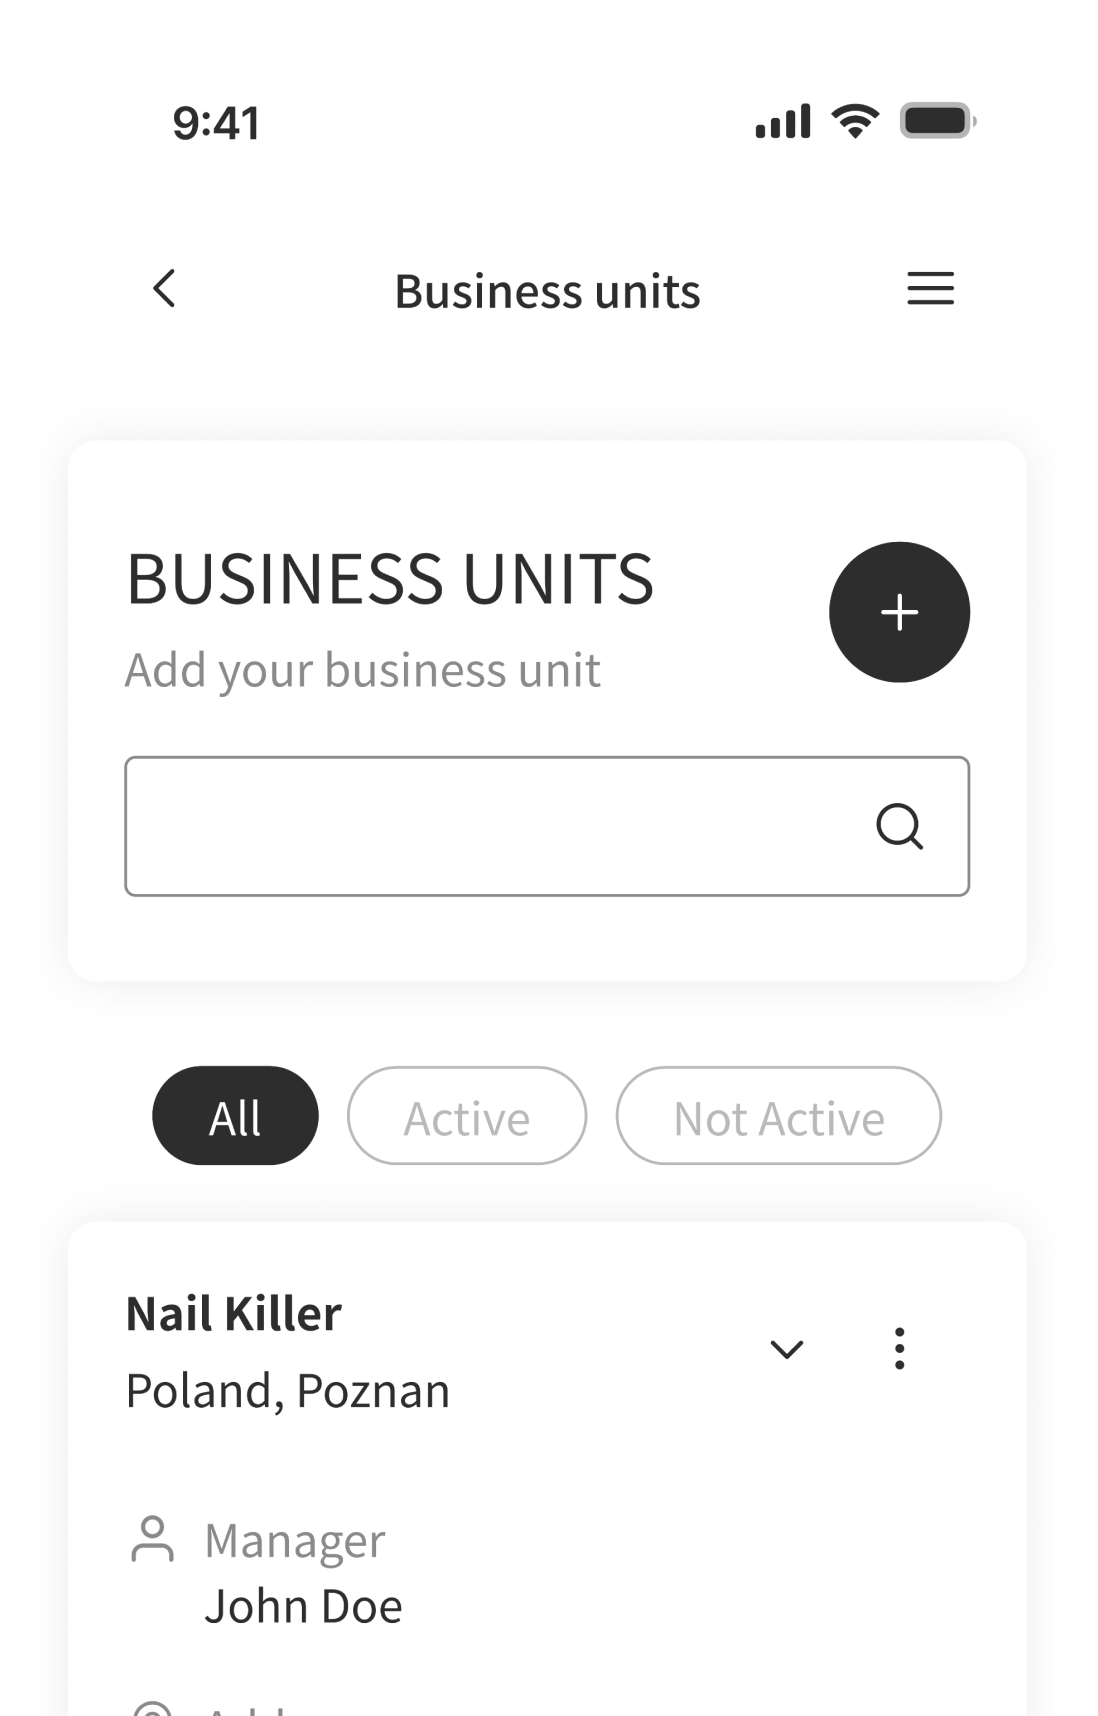 9:41
Business units
BUSINESS UNITS
Add your business unit
All
Active
Not Active
Nail Killer
Poland, Poznan
Manager
John Doe